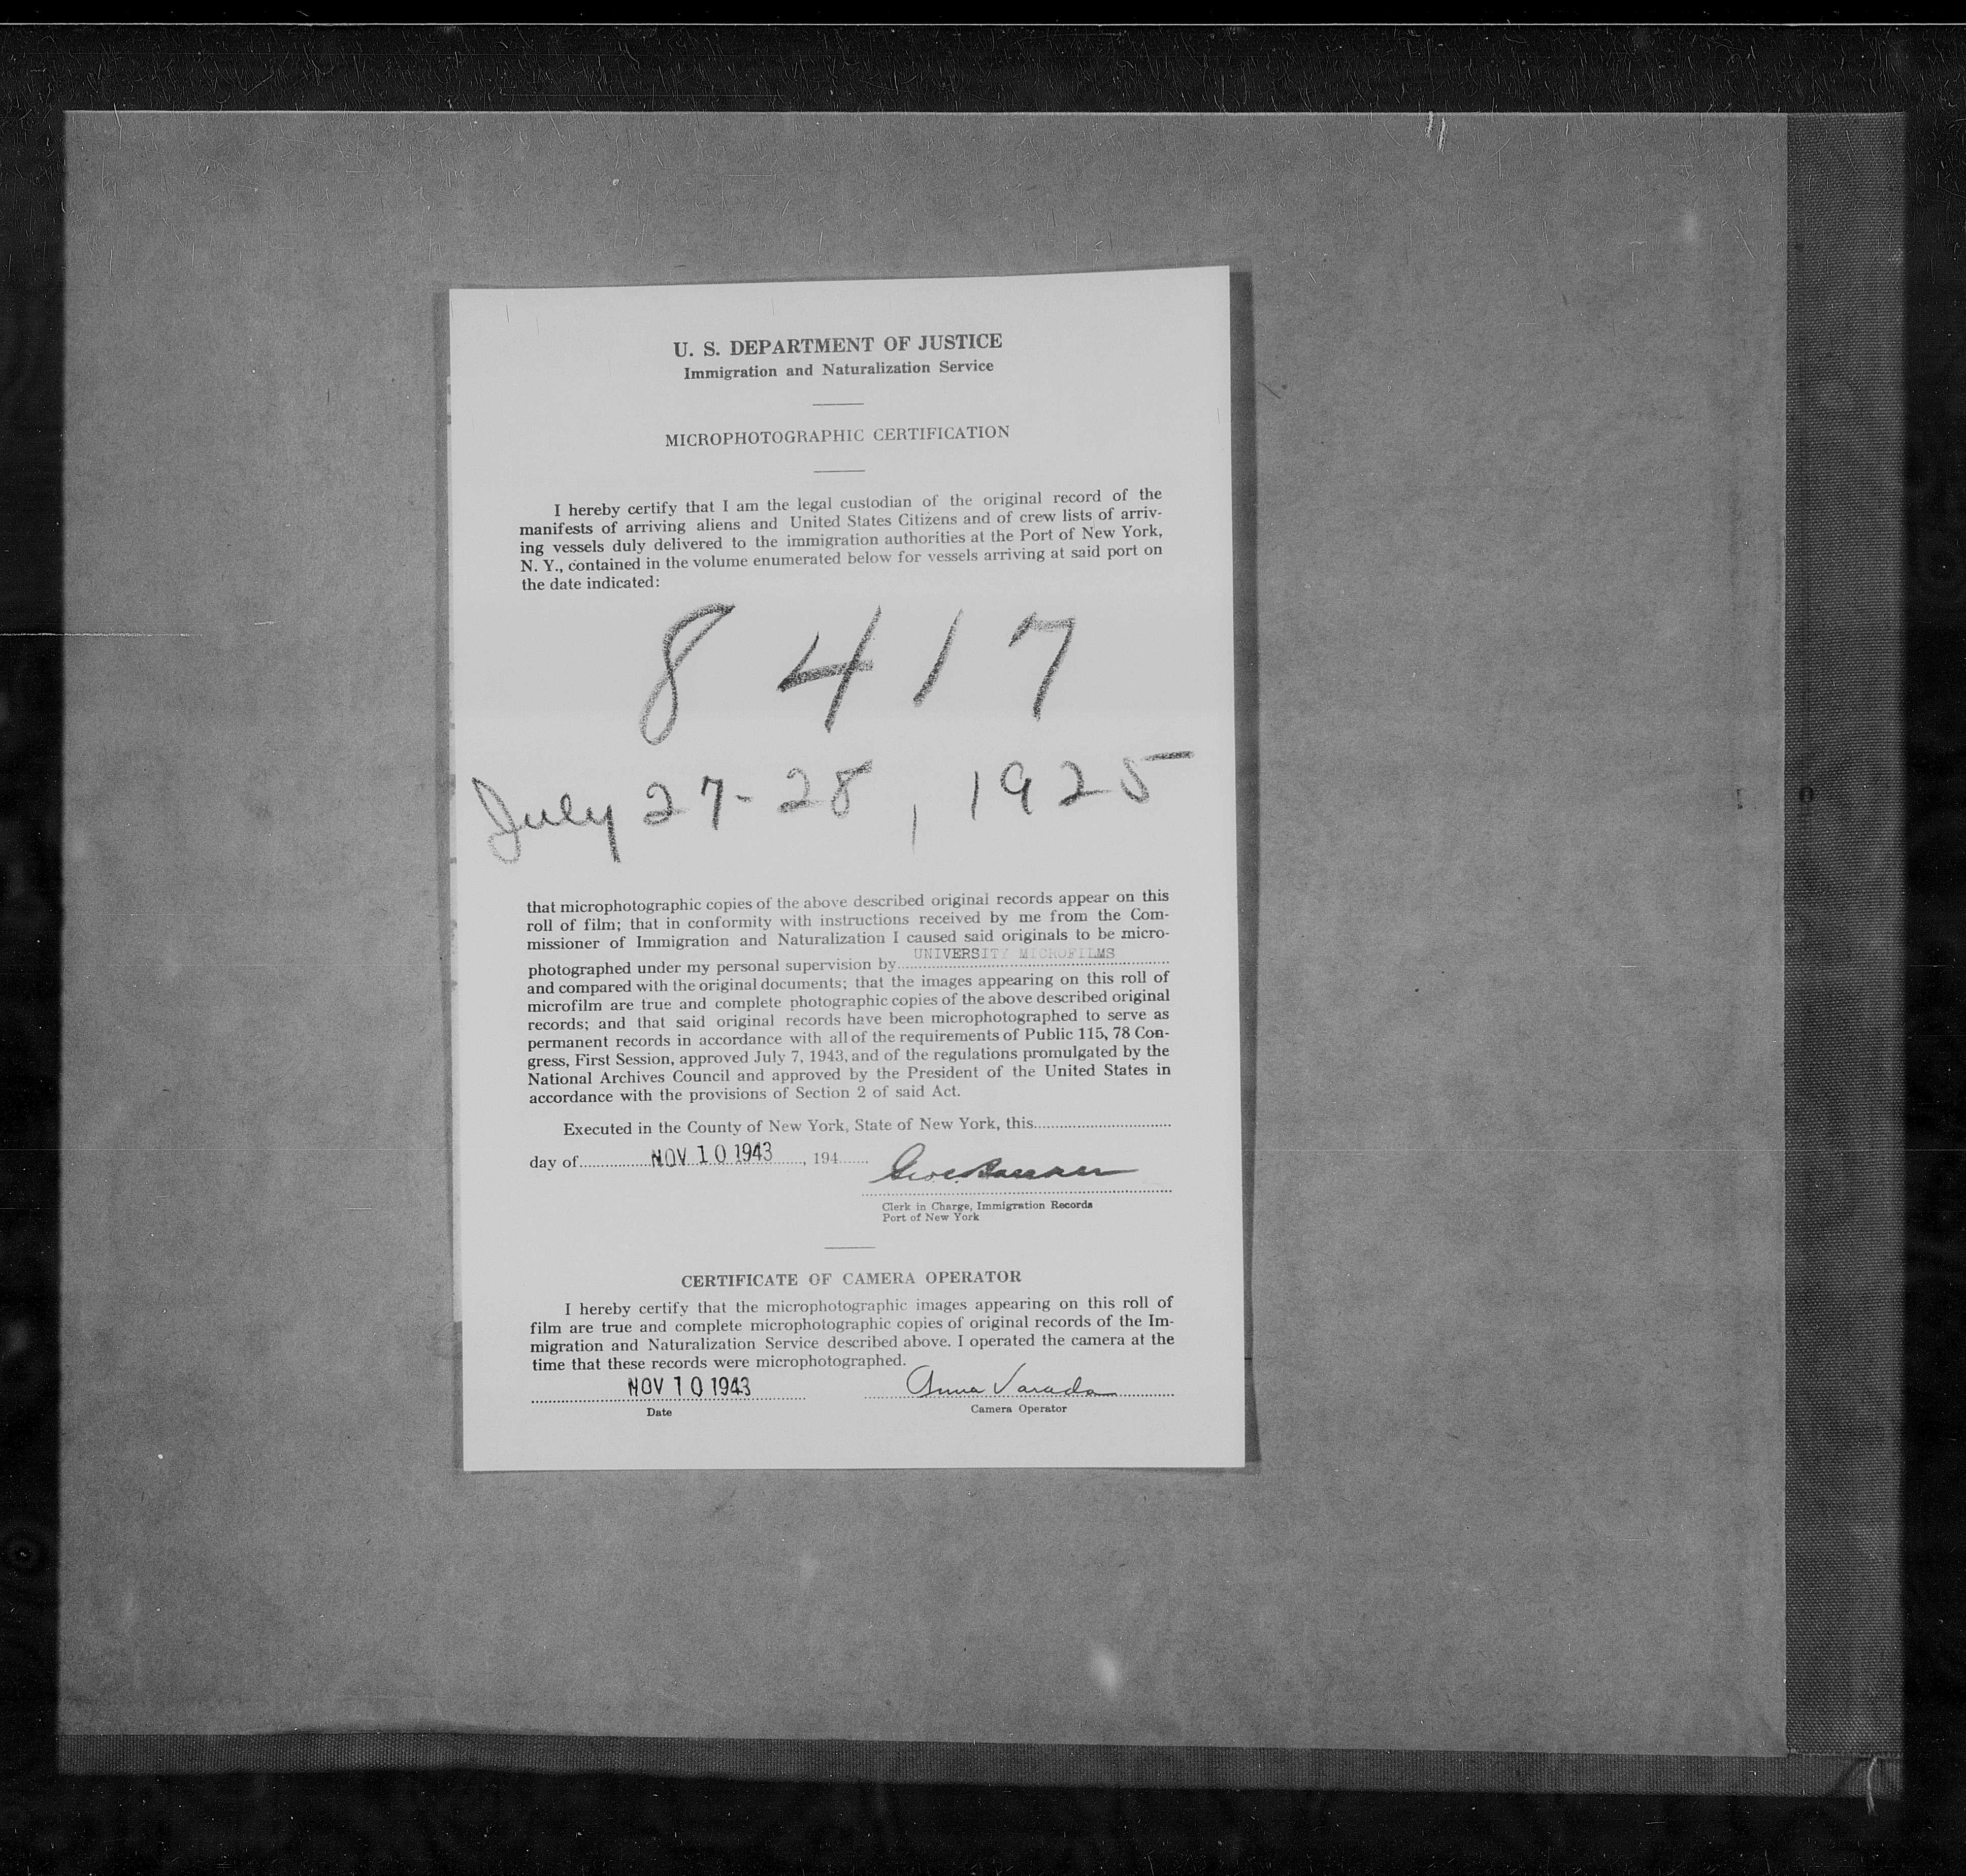 U. S. DEPARTMENT OF JUSTICE
Immigration and Naturalization Service
MICROPHOTOGRAPHIC CERTIFICATION
I hereby certify that I am the legal custodian of the original record of the
manifests of arriving aliens and United States Citizens and of crew lists of arriv-
ing vessels duly delivered to the immigration authorities at the Port of New York,
N. Y., contained in the volume enumerated below for vessels arriving at said port on
the date indicated:
8 4 1 7
July 27-28, 1925
that microphotographic copies of the above described original records appear on this
roll of film; that in conformity with instructions received by me from the Com-
missioner of Immigration and Naturalization I caused said originals to be micro-
photographed under my personal supervision by UNIVERSITY MICROFILMS
and compared with the original documents; that the images appearing on this roll of
microfilm are true and complete photographic copies of the above described original
records; and that said original records have been microphotographed to serve as
permanent records in accordance with all of the requirements of Public 115, 78 Con-
gress, First Session, approved July 7, 1943, and of the regulations promulgated by the
National Archives Council and approved by the President of the United States in
accordance with the provisions of Section 2 of said Act.
Executed in the County of New York, State of New York, this
day of NOV 10 1943, 194
Clerk in Charge, Immigration Records
Port of New York
CERTIFICATE OF CAMERA OPERATOR
I hereby certify that the microphotographic images appearing on this roll of
film are true and complete microphotographic copies of original records of the Im-
migration and Naturalization Service described above. I operated the camera at the
time that these records were microphotographed.
NOV 10 1943 Anna Varada
Date Camera Operator